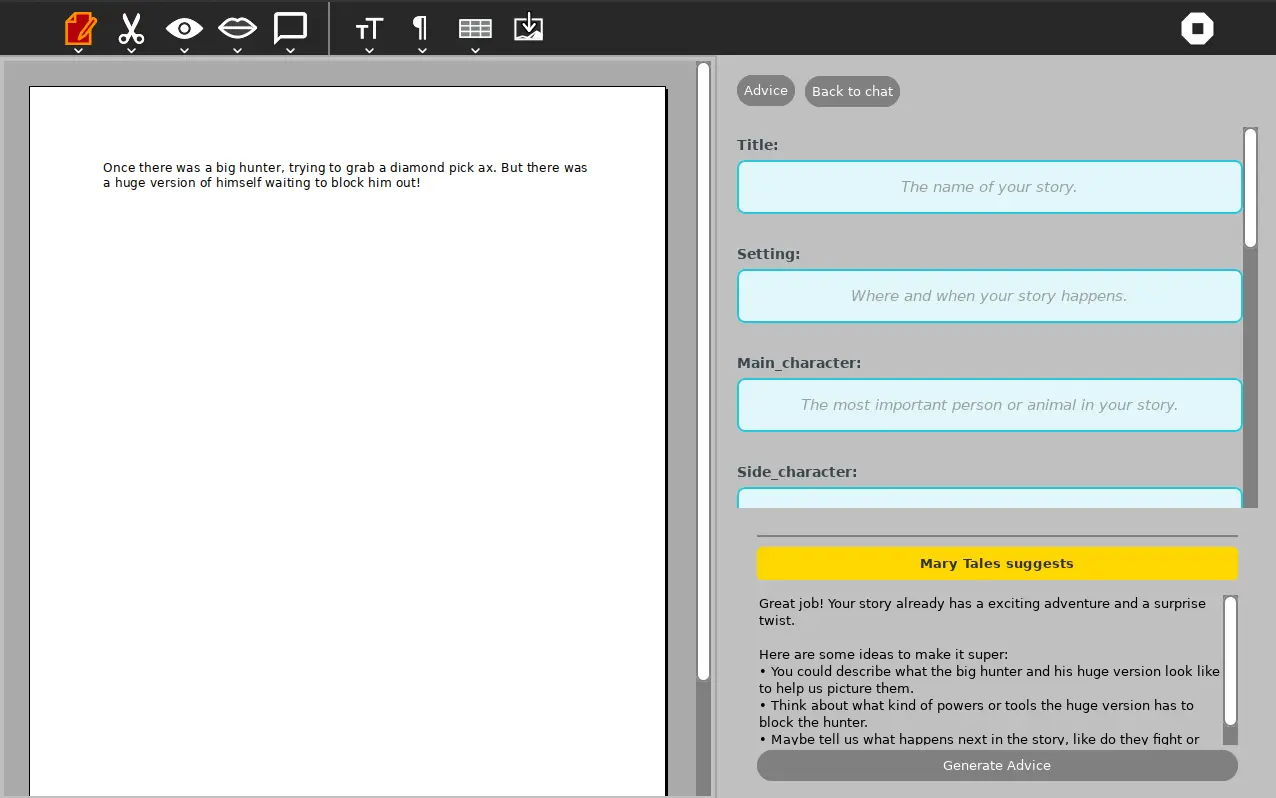 Once there was a big hunter, trying to grab a diamond pick ax. But there was
a huge version of himself waiting to block him out!
Advice
Back to chat
Title:
The name of your story.
Setting:
Where and when your story happens.
Main_character:
The most important person or animal in your story.
Side_character:
Mary Tales suggests
Great job! Your story already has a exciting adventure and a surprise
twist.
Here are some ideas to make it super:
• You could describe what the big hunter and his huge version look like
to help us picture them.
• Think about what kind of powers or tools the huge version has to
block the hunter.
• Maybe tell us what happens next in the story, like do they fight or
Generate Advice